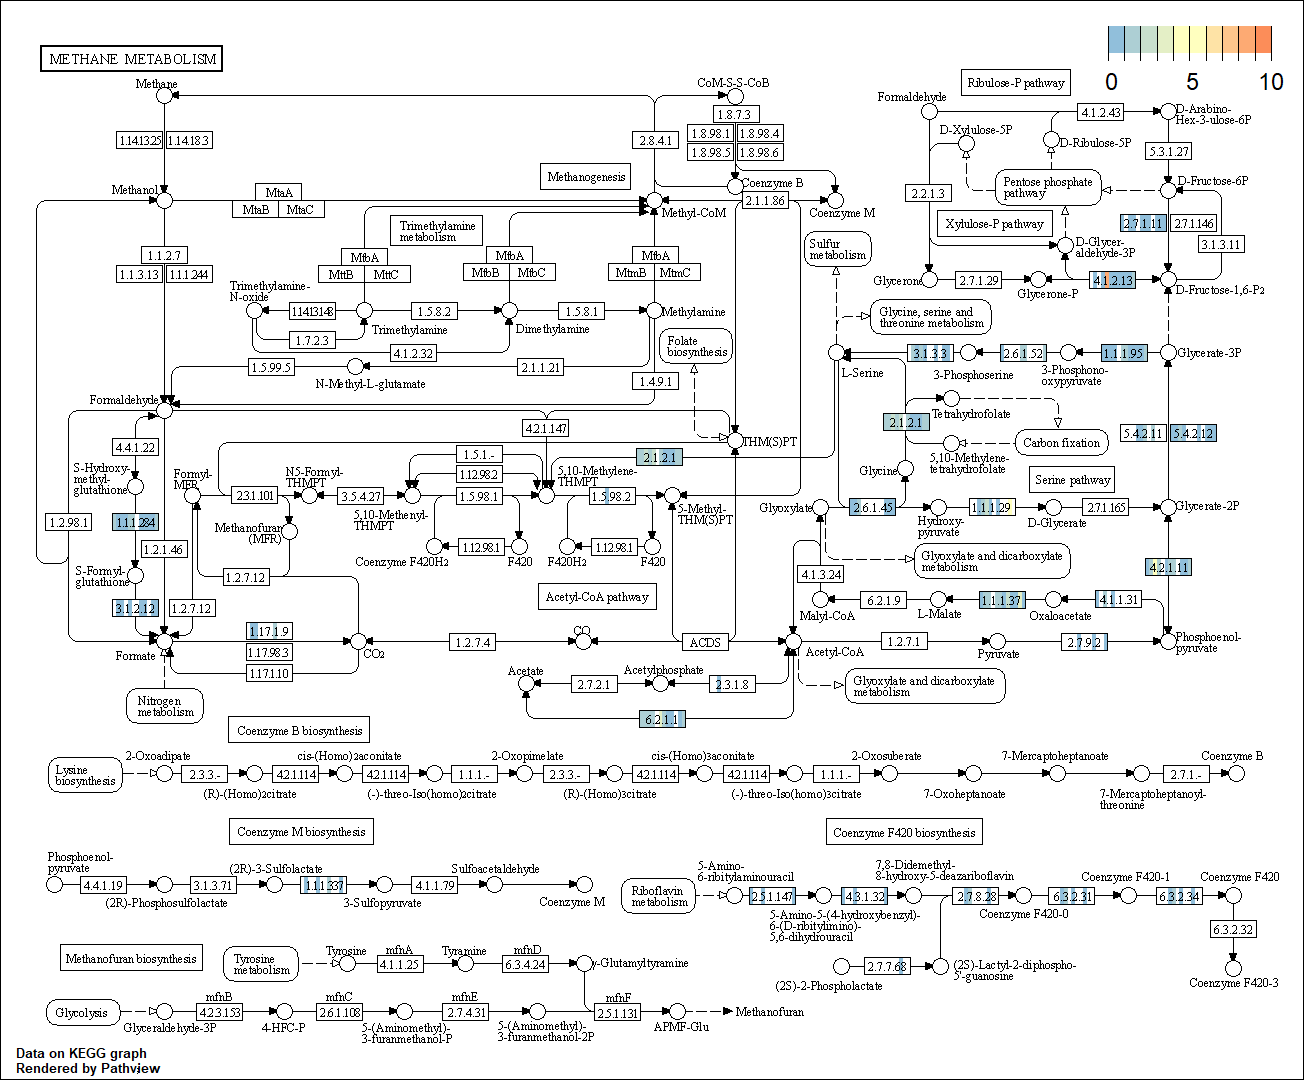 METHANE METABOLISM
0
5
10
Methane
CoM-S-S-CoB
Ribulose-P pathway
Formaldehyde
D-Arabino-
Hex-3-ulose-6P
1.8.7.3
4.1.2.43
D-Xylulose-5P
D-Ribulose-5P
1.14.13.25
1.14.18.3
2.8.4.1
1.8.98.1
1.8.98.4
1.8.98.5
1.8.98.6
5.3.1.27
Methanogenesis
Pentose phosphate
pathway
D-Fructose-6P
Methanol
MtaA
MtaB
MtaC
Coenzyme B
2.1.1.86
Coenzyme M
Methyl-CoM
2.2.1.3
Xylulose-P pathway
2.7.1.11
2.7.1.146
3.1.3.11
Trimethylamine
metabolism
Sulfur
metabolism
D-Glycer-
aldehyde-3P
1.1.2.7
1.1.3.13
1.1.1.244
MfbA
MttB
MttC
MfbA
MfbB
MfbC
MfbA
MtmB
MtmC
Glycerone
2.7.1.29
Glycerone-P
4.1.2.13
D-Fructose-1,6-P2
Trimethylamine-
N-oxide
1.14.13.148
Trimethylamine
1.5.8.2
Dimethylamine
1.5.8.1
Methylamine
1.7.2.3
4.1.2.32
Glycine, serine and
threonine metabolism
Folate
biosynthesis
L-Serine
3.1.3.3
3-Phosphoserine
2.6.1.52
3-Phosphono-
oxypyruvate
1.1.1.95
Glycerate-3P
1.5.99.5
N-Methyl-L-glutamate
2.1.1.21
1.4.9.1
Formaldehyde
Tetrahydrofolate
2.1.2.1
Carbon fixation
5,10-Methylene-
tetrahydrofolate
5.4.2.11
5.4.2.12
4.2.1.147
THM(S)PT
4.4.1.22
1.5.1.-
1.12.98.2
2.1.2.1
S-Hydroxy-
methyl-
glutathione
Formyl-
MFR
N5-Formyl-
THMPT
5,10-Methylene-
THMPT
Glycine
Serine pathway
2.3.1.101
3.5.4.27
5,10-Methenyl-
THMPT
1.5.98.1
1.5.98.2
5-Methyl-
THM(S)PT
Glyoxylate
2.6.1.45
Hydroxy-
pyruvate
1.1.1.29
D-Glycerate
2.7.1.165
Glycerate-2P
1.2.98.1
1.1.1.284
Methanofuran
(MFR)
1.2.1.46
Coenzyme F420H2
1.12.98.1
F420
F420H2
1.12.98.1
F420
Glyoxylate and dicarboxylate
metabolism
S-Formyl-
glutathione
1.2.7.12
4.1.3.24
4.2.1.11
3.1.2.12
1.2.7.12
Acetyl-CoA pathway
Malyl-CoA
6.2.1.9
L-Malate
1.1.1.37
Oxaloacetate
4.1.1.31
Formate
1.17.1.9
1.17.98.3
1.17.1.10
CO2
1.2.7.4
CO
ACDS
Acetyl-CoA
1.2.7.1
Pyruvate
2.7.9.2
Phosphoenol-
pyruvate
Nitrogen
metabolism
Acetate
2.7.2.1
Acetylphosphate
2.3.1.8
6.2.1.1
Glyoxylate and dicarboxylate
metabolism
Coenzyme B biosynthesis
Lysine
biosynthesis
2-Oxoadipate
2.3.3.-
(R)-(Homo)2citrate
4.2.1.114
cis-(Homo)2aconitate
4.2.1.114
(-)-threo-Iso(homo)2citrate
1.1.1.-
2-Oxopimelate
2.3.3.-
(R)-(Homo)3citrate
4.2.1.114
cis-(Homo)3aconitate
4.2.1.114
(-)-threo-Iso(homo)3citrate
1.1.1.-
2-Oxosuberate
7-Oxoheptanoate
7-Mercaptoheptanoate
7-Mercaptoheptanoyl-
threonine
2.7.1.-
Coenzyme B
Coenzyme M biosynthesis
Coenzyme F420 biosynthesis
Phosphoenol-
pyruvate
4.4.1.19
(2R)-Phosphosulfolactate
3.1.3.71
(2R)-3-Sulfolactate
1.1.1.337
3-Sulfopyruvate
4.1.1.79
Sulfoacetaldehyde
Coenzyme M
Riboflavin
metabolism
5-Amino-
6-ribitylaminouracil
2.5.1.147
5-Amino-5-(4-hydroxybenzyl)-
6-(D-ribitylimino)-
5,6-dihydrouracil
4.3.1.32
7,8-Didemethyl-
8-hydroxy-5-deazariboflavin
2.7.8.28
Coenzyme F420-0
6.3.2.31
Coenzyme F420-1
6.3.2.34
Coenzyme F420
6.3.2.32
Coenzyme F420-3
2.7.7.68
(2S)-2-Phospholactate
(2S)-Lactyl-2-diphospho-
5'-guanosine
Methanofuran biosynthesis
Tyrosine
metabolism
Tyrosine
mfnA
4.1.1.25
Tyramine
mfnD
6.3.4.24
γ-Glutamyltyramine
Glycolysis
Glyceraldehyde-3P
mfnB
4.2.3.153
4-HFC-P
mfnC
2.6.1.108
5-(Aminomethyl)-
3-furanmethanol-P
mfnE
2.7.4.31
5-(Aminomethyl)-
3-furanmethanol-2P
mfnF
2.5.1.131
APMF-Glu
Methanofuran
Data on KEGG graph
Rendered by Pathview